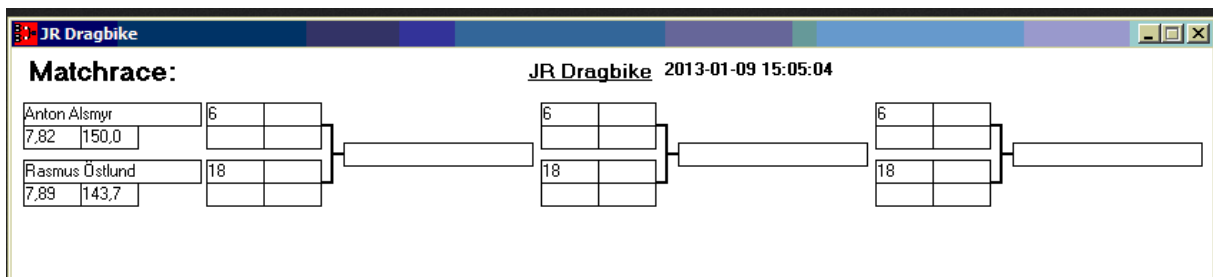 JR Dragbike
Matchrace: JR Dragbike 2013-01-09 15:05:04
Anton Alsmyr 6 6 6
7,82 150,0
Rasmus Östlund 18 18 18
7,89 143,7